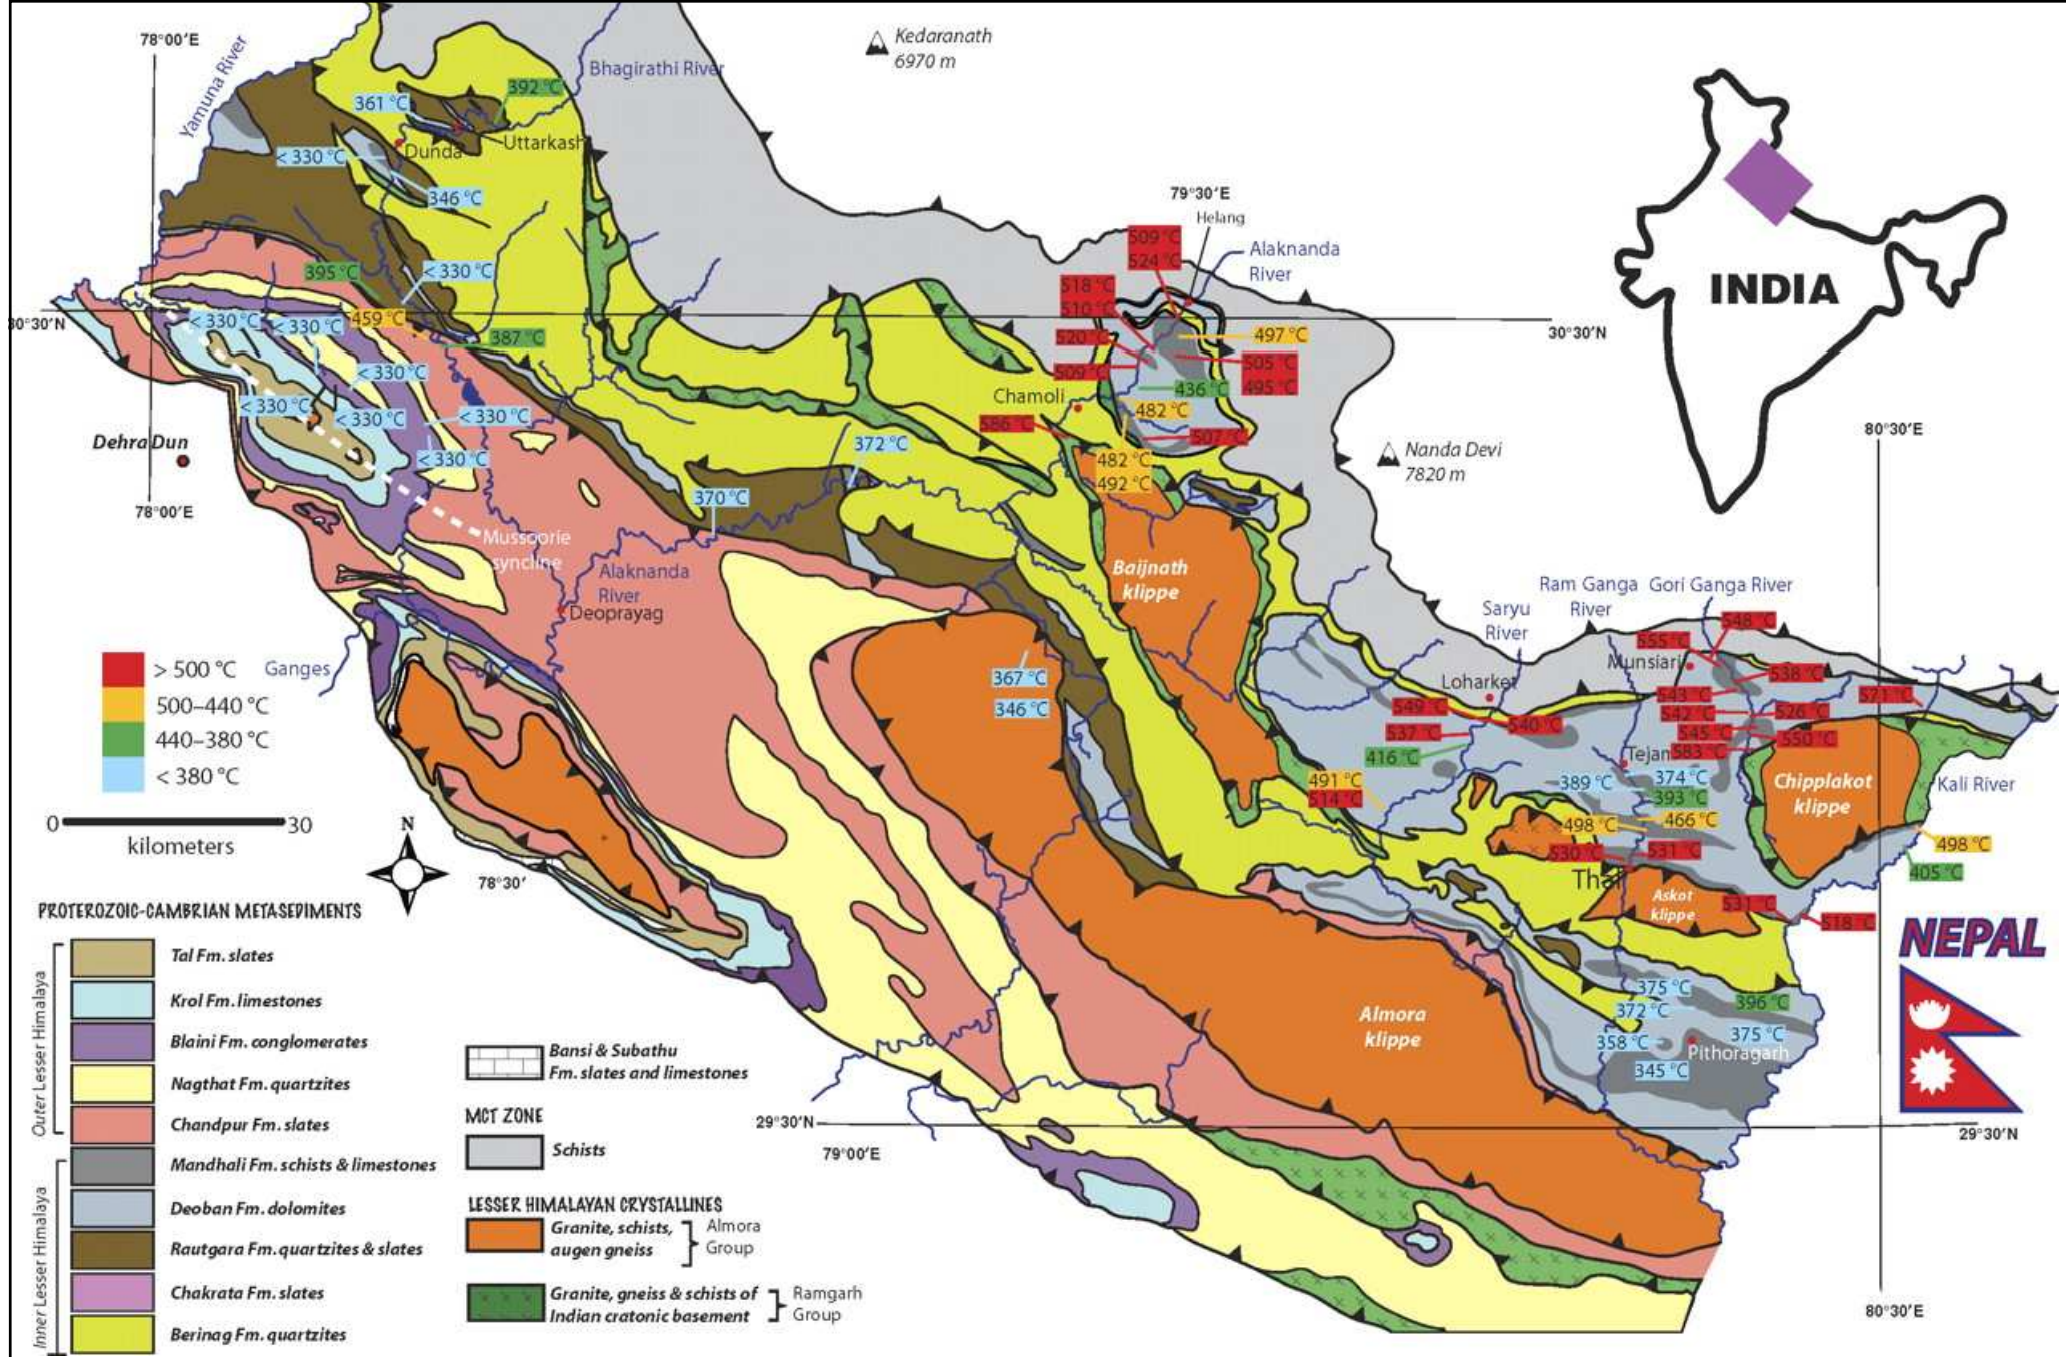 78°00'E
Yamuna River
Bhagirathi River
Kedaranath
6970 m
361 °C
392 °C
Uttarkash
Dunda
< 330 °C
346 °C
79°30'E
Helang
Alaknanda
River
509 °C
524 °C
518 °C
510 °C
520 °C
509 °C
497 °C
505 °C
495 °C
436 °C
482 °C
507 °C
586 °C
482 °C
492 °C
Chamoli
395 °C
< 330 °C
30°30'N
< 330 °C
< 330 °C
459 °C
387 °C
< 330 °C
< 330 °C
< 330 °C
< 330 °C
< 330 °C
30°30'N
INDIA
Dehra Dun
78°00'E
372 °C
370 °C
Nanda Devi
7820 m
80°30'E
Mussoorie
syncline
Alaknanda
River
Deoprayag
Baijnath
klippe
Ganges
Ram Ganga
River
Gori Ganga River
Saryu
River
548 °C
555 °C
Munsiari
538 °C
571 °C
Loharket
543 °C
542 °C
526 °C
549 °C
540 °C
545 °C
550 °C
537 °C
583 °C
416 °C
Tejam
367 °C
346 °C
491 °C
514 °C
389 °C
374 °C
393 °C
Chipplakot
klippe
Kali River
498 °C
466 °C
498 °C
530 °C
531 °C
405 °C
Thal
Askot
klippe
531 °C
518 °C
NEPAL
> 500 °C
500–440 °C
440–380 °C
< 380 °C
0 30
kilometers
N
78°30'
Almora
klippe
375 °C
396 °C
372 °C
358 °C
375 °C
Pithoragarh
345 °C
29°30'N
79°00'E
29°30'N
80°30'E
PROTEROZOIC-CAMBRIAN METASEDIMENTS
Outer Lesser Himalaya
Tal Fm. slates
Krol Fm. limestones
Blaini Fm. conglomerates
Nagthat Fm. quartzites
Chandpur Fm. slates
Inner Lesser Himalaya
Mandhali Fm. schists & limestones
Deoban Fm. dolomites
Rautgara Fm. quartzites & slates
Chakrata Fm. slates
Berinag Fm. quartzites
Bansi & Subathu
Fm. slates and limestones
MCT ZONE
Schists
LESSER HIMALAYAN CRYSTALLINES
Granite, schists,
augen gneiss
Almora
Group
Granite, gneiss & schists of
Indian cratonic basement
Ramgarh
Group